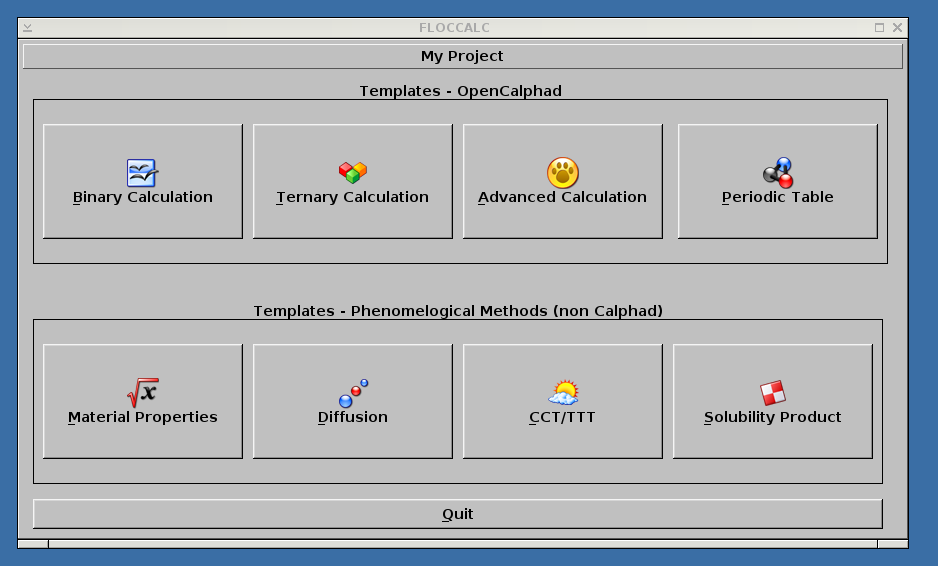 FLOCCALC
My Project
Templates - OpenCalphad
Binary Calculation
Ternary Calculation
Advanced Calculation
Periodic Table
Templates - Phenomelogical Methods (non Calphad)
Material Properties
Diffusion
CCT/TTT
Solubility Product
Quit